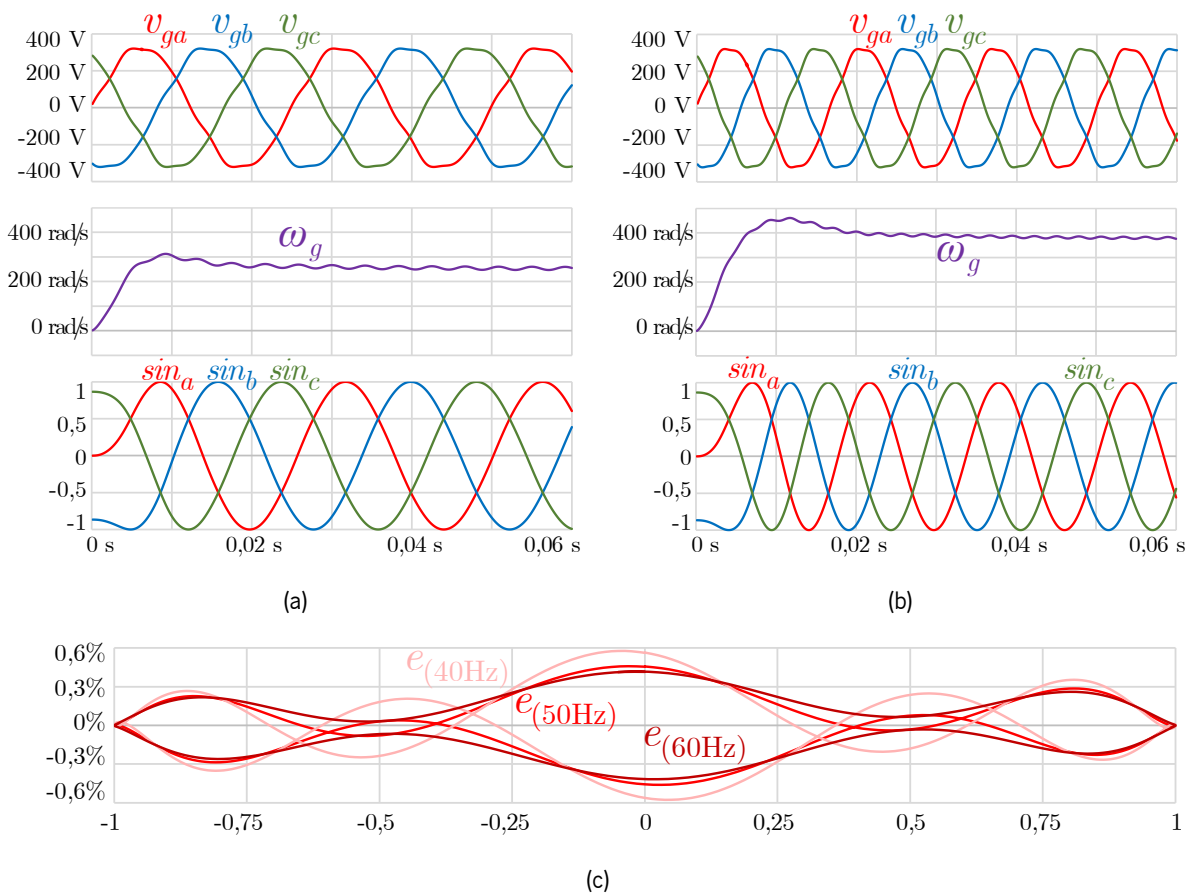 v_ga v_gb v_gc
400 V
200 V
0 V
-200 V
-400 V
400 rad/s
200 rad/s
0 rad/s
ω_g
sin_a sin_b sin_c
1
0,5
0
-0,5
-1
0 s 0,02 s 0,04 s 0,06 s
(a)
v_ga v_gb v_gc
400 V
200 V
0 V
-200 V
-400 V
400 rad/s
200 rad/s
0 rad/s
ω_g
sin_a sin_b sin_c
1
0,5
0
-0,5
-1
0 s 0,02 s 0,04 s 0,06 s
(b)
0,6%
0,3%
0%
-0,3%
-0,6%
e_(40Hz)
e_(50Hz)
e_(60Hz)
-1 -0,75 -0,5 -0,25 0 0,25 0,5 0,75 1
(c)